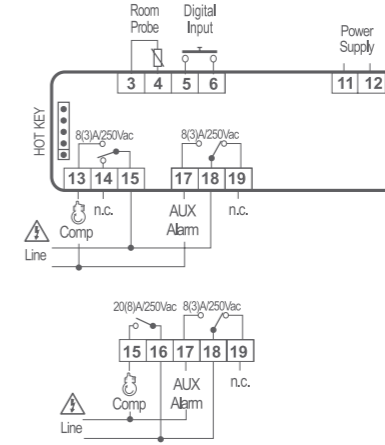 Room Probe
Digital Input
Power Supply
3 4 5 6
11 12
HOT KEY
8(3)A/250Vac
8(3)A/250Vac
13 14 15
17 18 19
Comp
n.c.
AUX Alarm
n.c.
Line
20(8)A/250Vac
8(3)A/250Vac
15 16 17 18 19
Comp
AUX Alarm
n.c.
Line